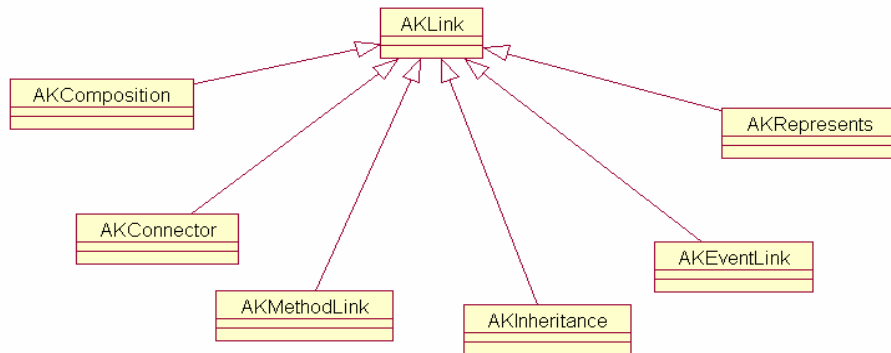 AKLink
AKComposition
AKRepresents
AKConnector
AKEventLink
AKMethodLink
AKInheritance